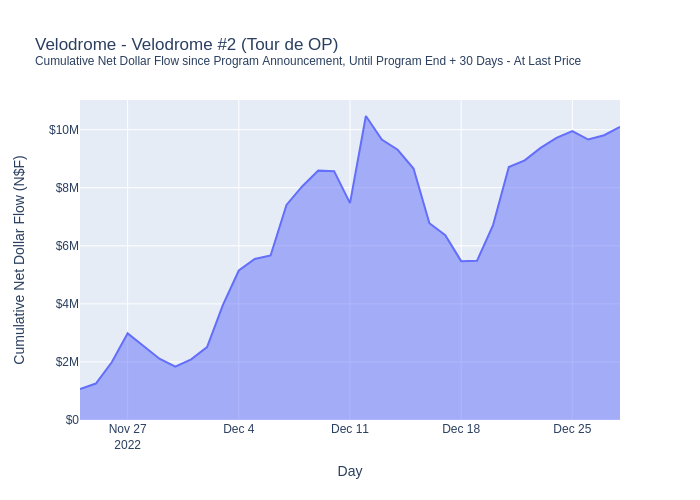 Velodrome - Velodrome #2 (Tour de OP)
Cumulative Net Dollar Flow since Program Announcement, Until Program End + 30 Days - At Last Price
Cumulative Net Dollar Flow (N$F)
$10M
$8M
$6M
$4M
$2M
$0
Nov 27
2022
Dec 4
Dec 11
Dec 18
Dec 25
Day